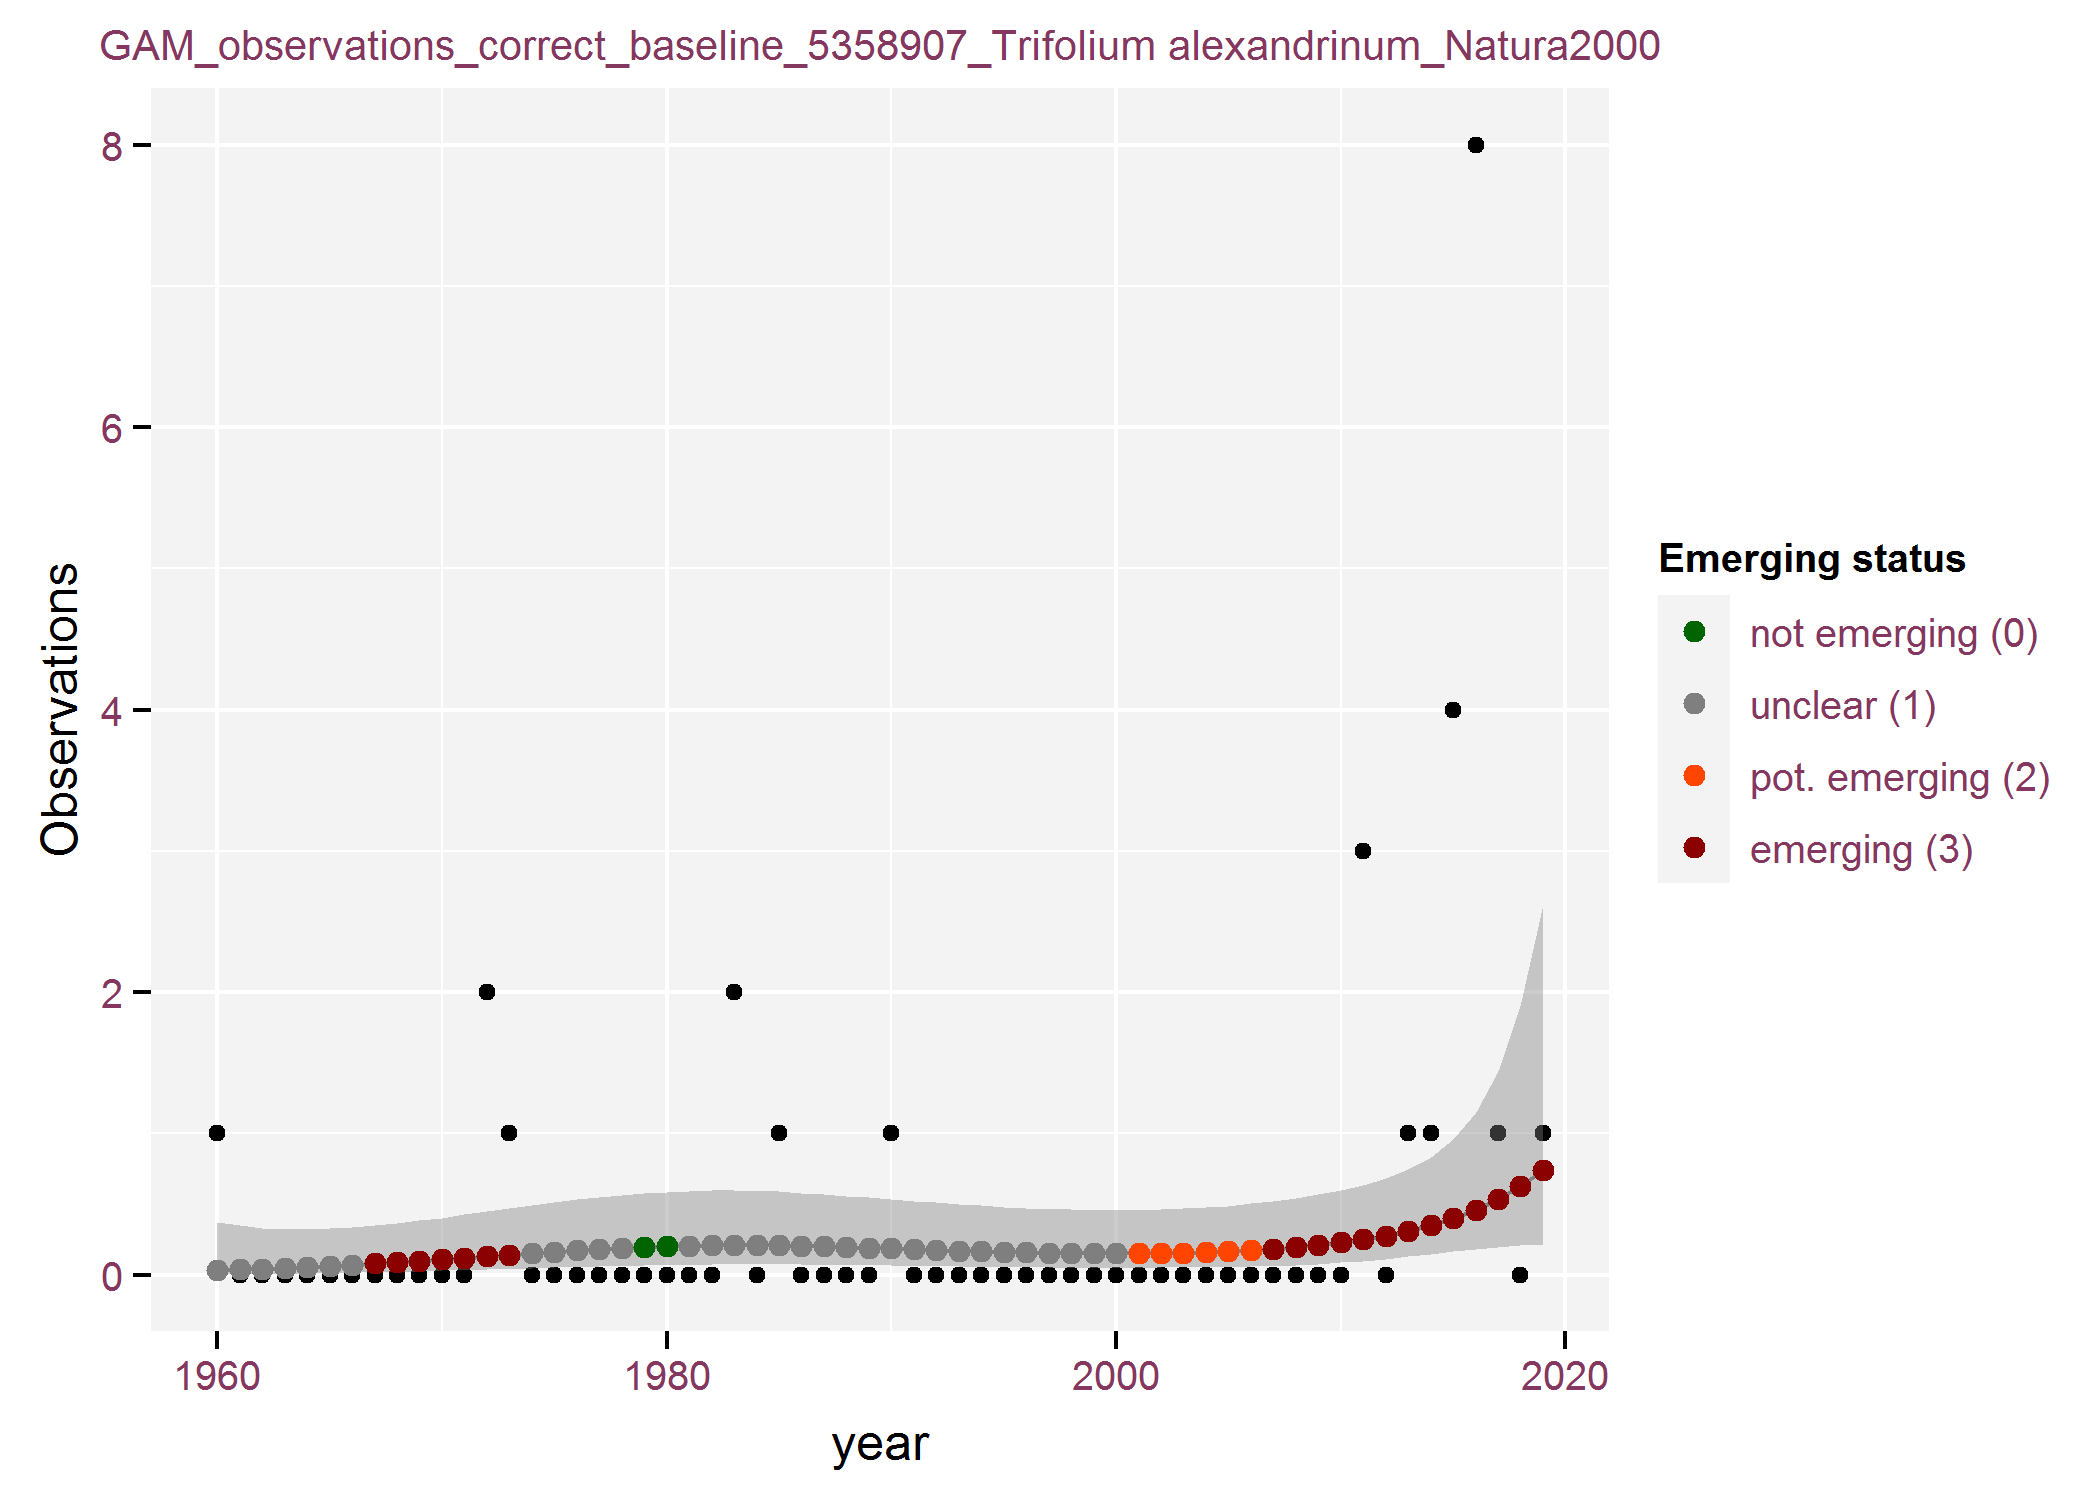 GAM_observations_correct_baseline_5358907_Trifolium alexandrinum_Natura2000
8
6
4
2
0
Observations
1960
1980
2000
2020
year
Emerging status
not emerging (0)
unclear (1)
pot. emerging (2)
emerging (3)